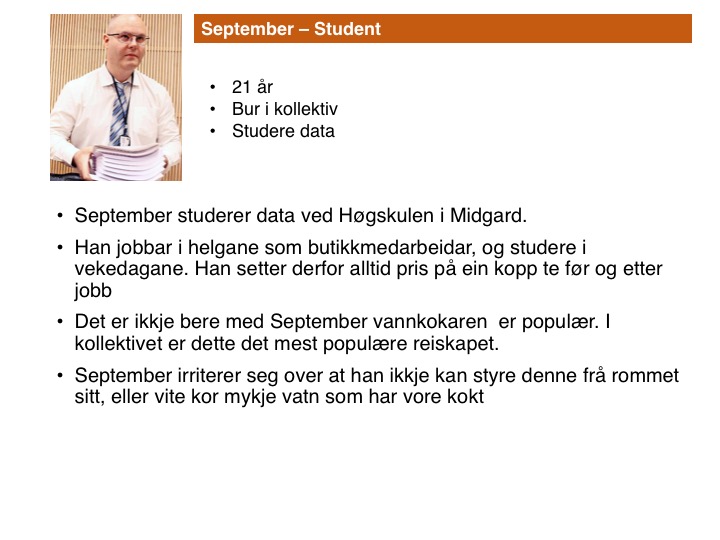 September – Student
• 21 år
• Bur i kollektiv
• Studere data
• September studerer data ved Høgskulen i Midgard.
• Han jobbar i helgane som butikkmedarbeidar, og studere i
vekedagane. Han setter derfor alltid pris på ein kopp te før og etter
jobb
• Det er ikkje bere med September vannkokaren  er populær. I
kollektivet er dette det mest populære reiskapet.
• September irriterer seg over at han ikkje kan styre denne frå rommet
sitt, eller vite kor mykje vatn som har vore kokt